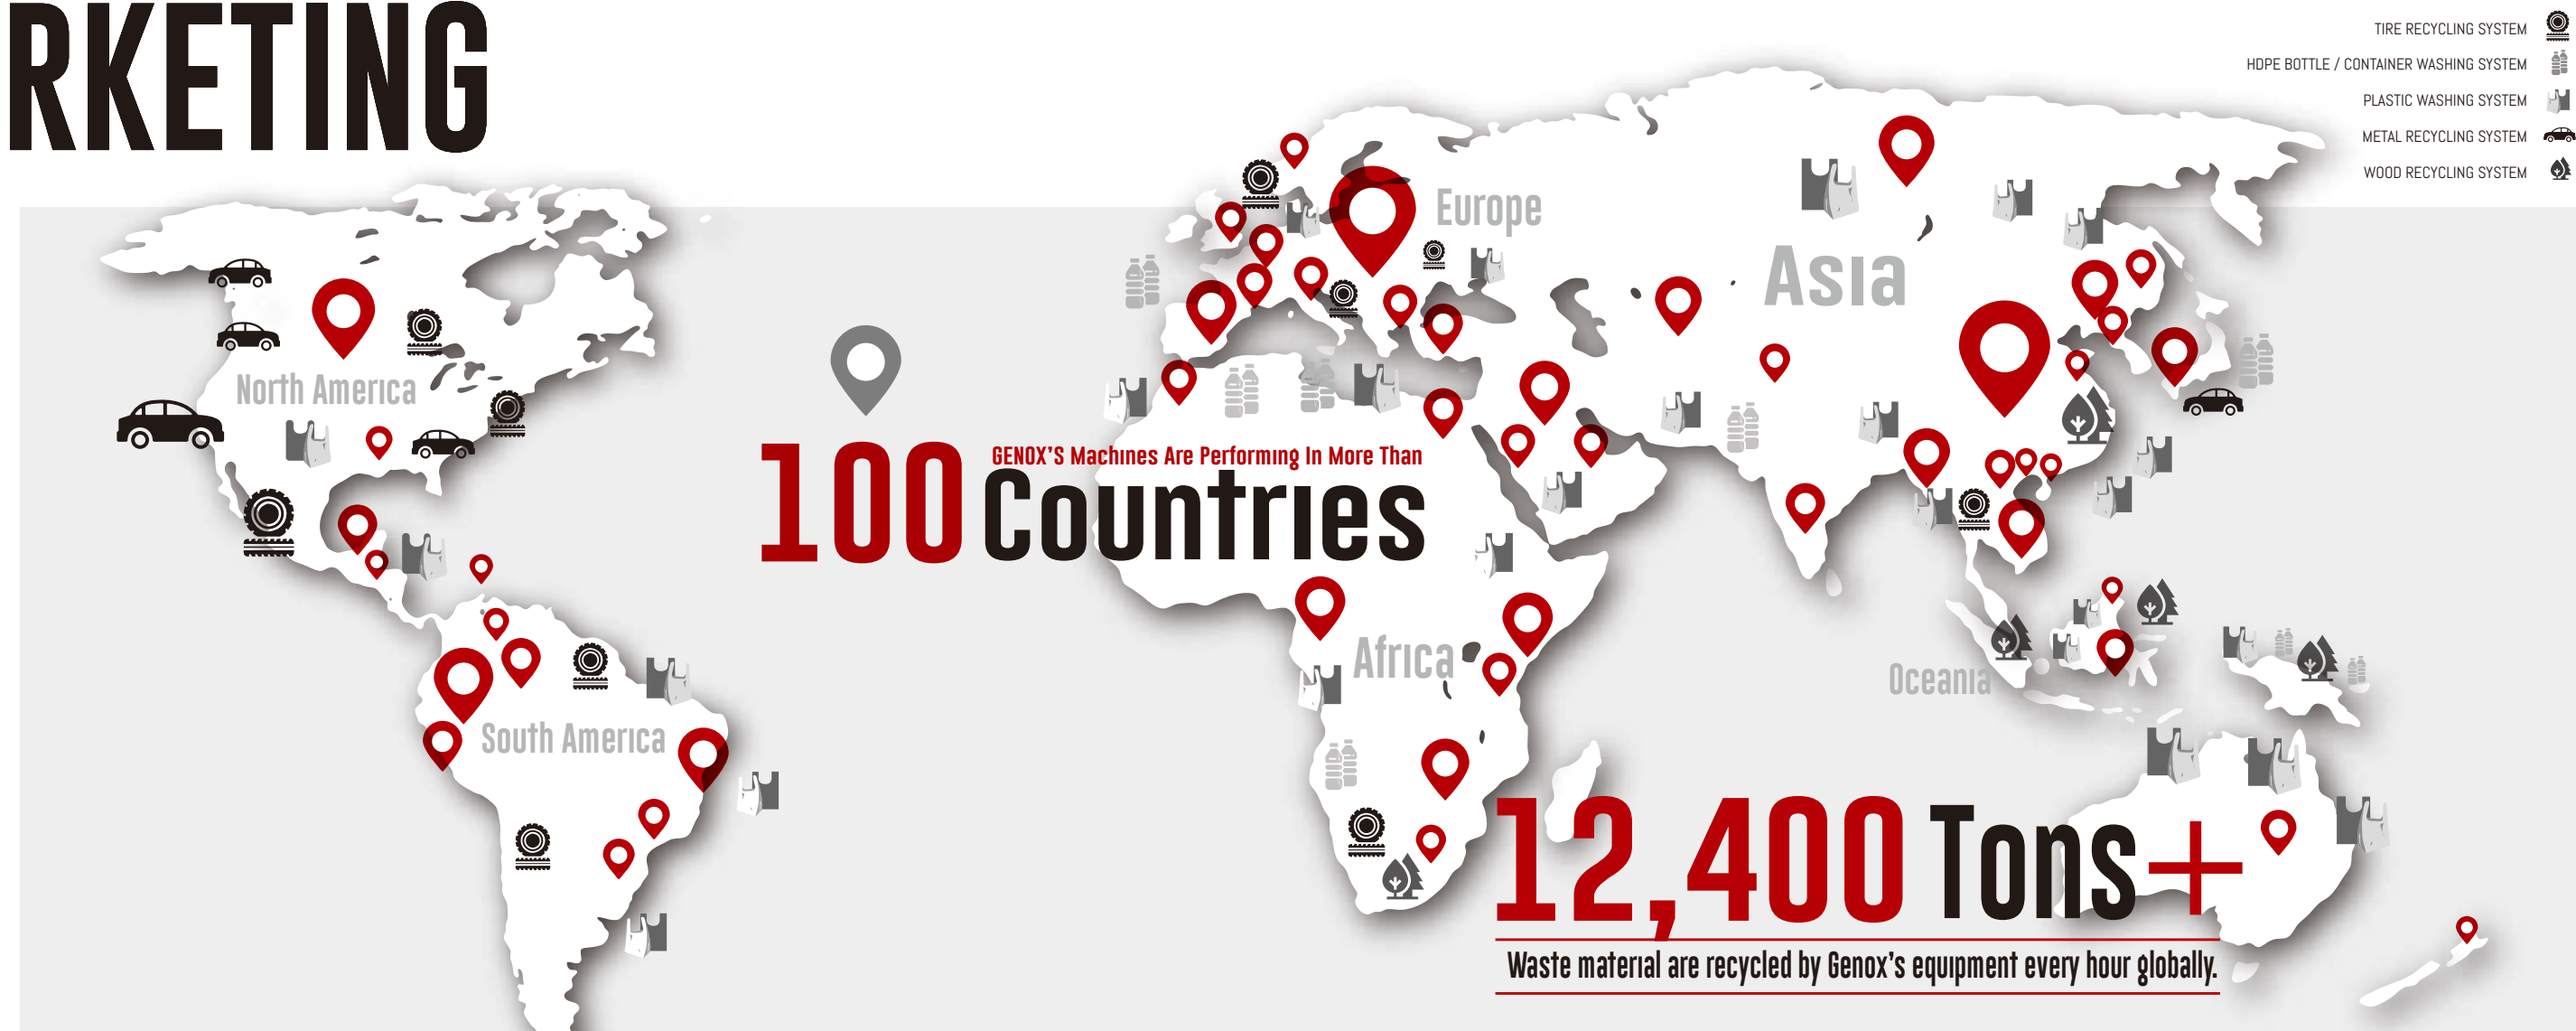 RKETING
TIRE RECYCLING SYSTEM
HDPE BOTTLE / CONTAINER WASHING SYSTEM
PLASTIC WASHING SYSTEM
METAL RECYCLING SYSTEM
WOOD RECYCLING SYSTEM
Europe
Asia
North America
GENOX'S Machines Are Performing In More Than
100 Countries
Africa
Oceania
South America
12,400 Tons +
Waste material are recycled by Genox's equipment every hour globally.